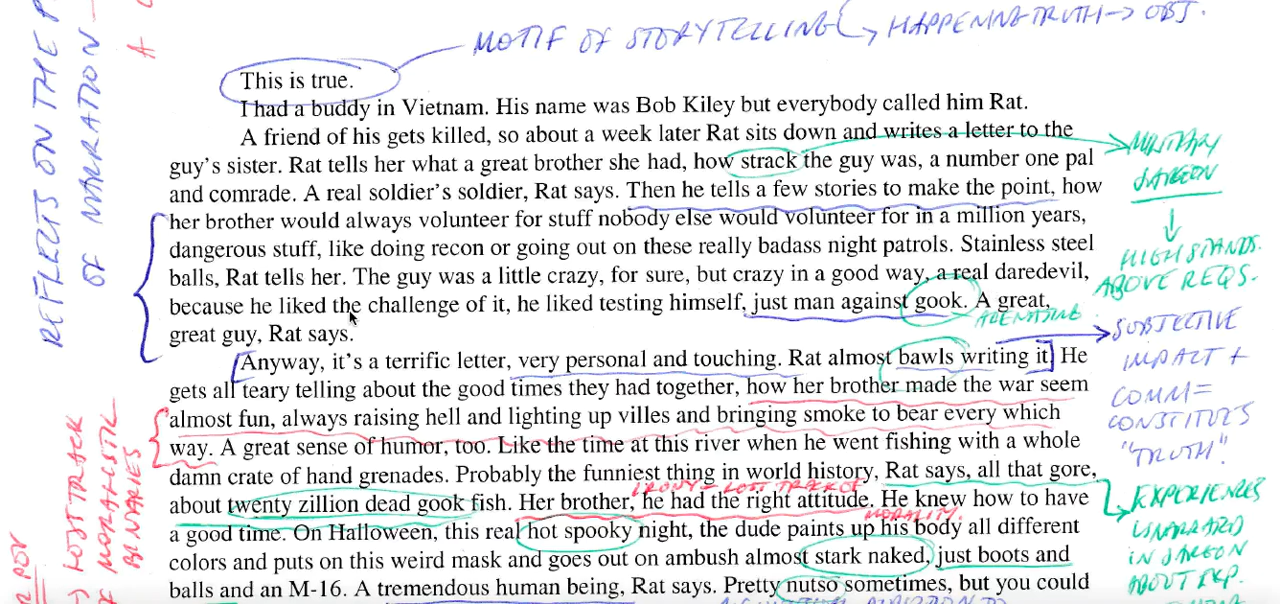 MOTIF OF STORYTELLING → HAPPENING-TRUTH → OBJ.
REFLECTS ON THE
OF NARRATION
A
This is true.
I had a buddy in Vietnam. His name was Bob Kiley but everybody called him Rat.
A friend of his gets killed, so about a week later Rat sits down and writes a letter to the
guy's sister. Rat tells her what a great brother she had, how strack the guy was, a number one pal
and comrade. A real soldier's soldier, Rat says. Then he tells a few stories to make the point, how
her brother would always volunteer for stuff nobody else would volunteer for in a million years,
dangerous stuff, like doing recon or going out on these really badass night patrols. Stainless steel
balls, Rat tells her. The guy was a little crazy, for sure, but crazy in a good way, a real daredevil,
because he liked the challenge of it, he liked testing himself, just man against gook. A great,
great guy, Rat says.
Anyway, it's a terrific letter, very personal and touching. Rat almost bawls writing it. He
gets all teary telling about the good times they had together, how her brother made the war seem
almost fun, always raising hell and lighting up villes and bringing smoke to bear every which
way. A great sense of humor, too. Like the time at this river when he went fishing with a whole
damn crate of hand grenades. Probably the funniest thing in world history, Rat says, all that gore,
about twenty zillion dead gook fish. Her brother, he had the right attitude. He knew how to have
a good time. On Halloween, this real hot spooky night, the dude paints up his body all different
colors and puts on this weird mask and goes out on ambush almost stark naked, just boots and
balls and an M-16. A tremendous human being, Rat says. Pretty nutso sometimes, but you could
MILITARY
JARGON
↓
HIGH STANDS.
ABOVE REQS.
SUBJECTIVE
IMPACT +
COMM =
CONSTITUTES
"TRUTH".
MORALITY.
EXPERIENCES
IN JARGON
ABOUT EXP.
LOST TRACK
OF MORALISTIC
BINARIES
POV